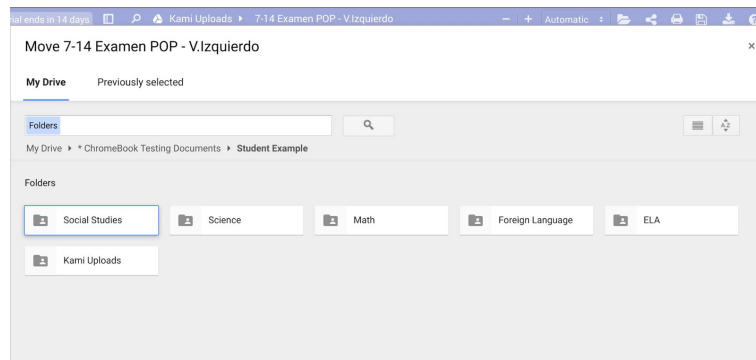 ial ends in 14 days Kami Uploads ▸ 7-14 Examen POP - V.Izquierdo − + Automatic
Move 7-14 Examen POP - V.Izquierdo ×
My Drive Previously selected
Folders
AZ
My Drive ▸ * ChromeBook Testing Documents ▸ Student Example
Folders
Social Studies Science Math Foreign Language ELA
Kami Uploads